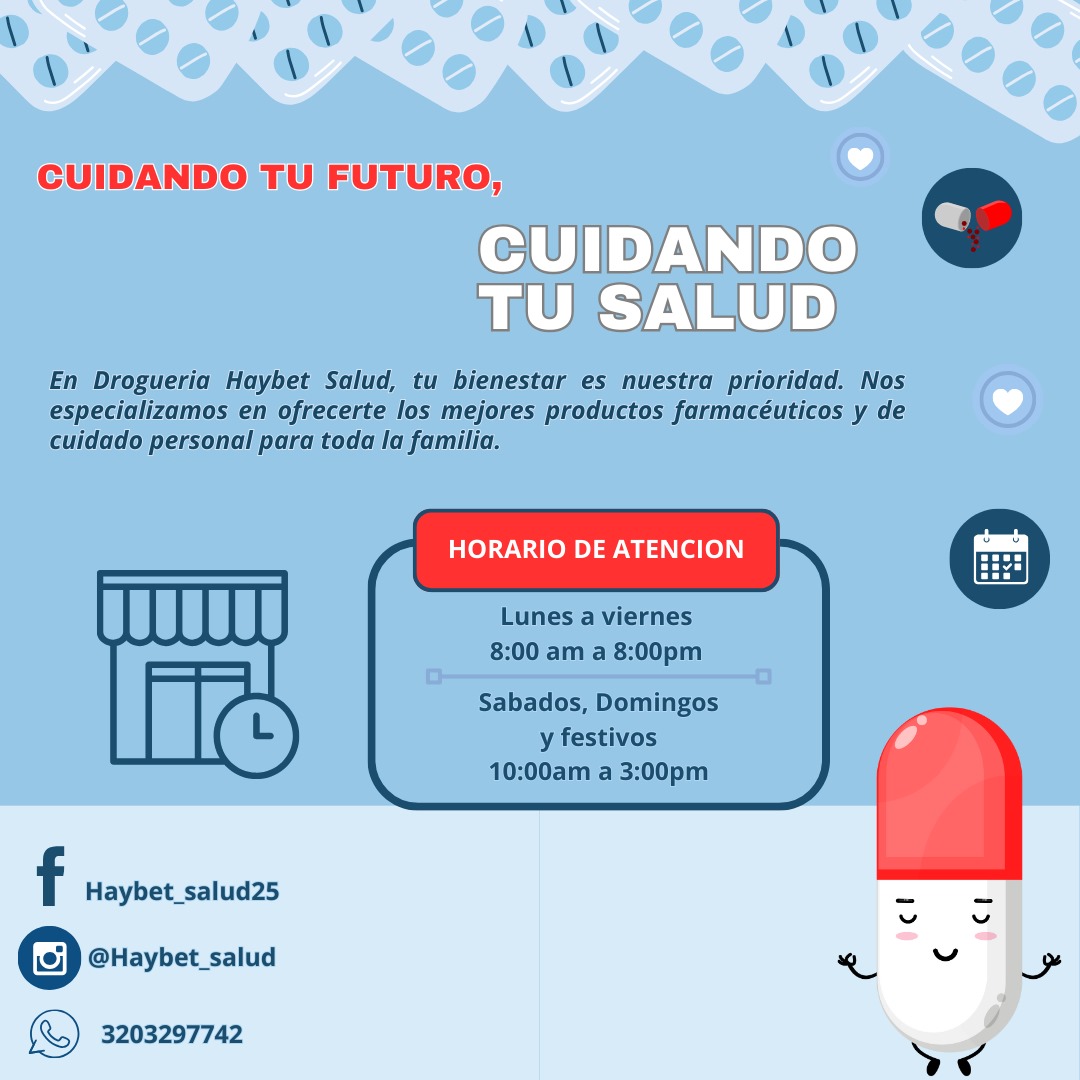 CUIDANDO TU FUTURO,
CUIDANDO
TU SALUD
En Drogueria Haybet Salud, tu bienestar es nuestra prioridad. Nos
especializamos en ofrecerte los mejores productos farmacéuticos y de
cuidado personal para toda la familia.
HORARIO DE ATENCION
Lunes a viernes
8:00 am a 8:00pm
Sabados, Domingos
y festivos
10:00am a 3:00pm
Haybet_salud25
@Haybet_salud
3203297742